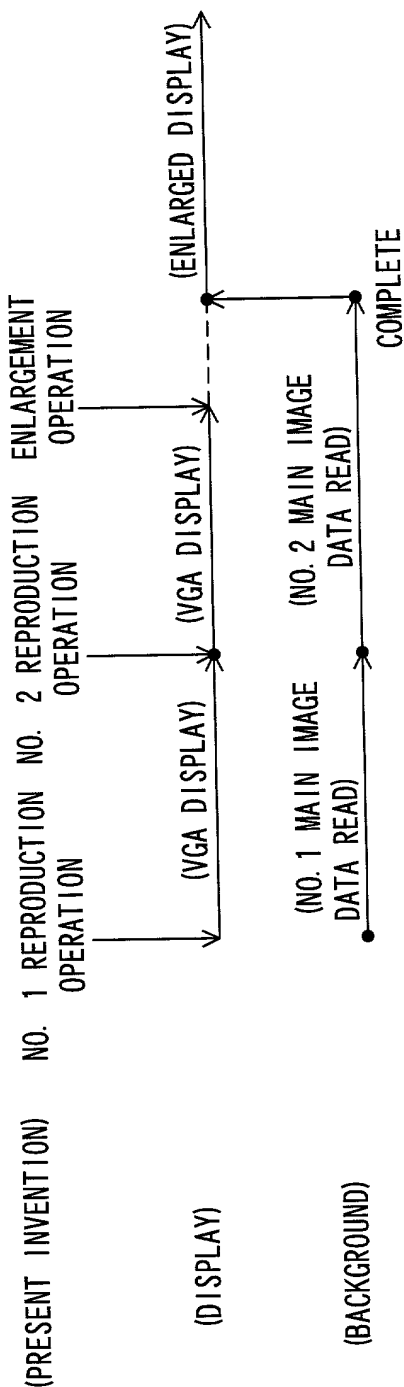 (PRESENT INVENTION)
NO. 1 REPRODUCTION
OPERATION
NO. 2 REPRODUCTION
OPERATION
ENLARGEMENT
OPERATION
(DISPLAY)
(VGA DISPLAY)
(VGA DISPLAY)
(ENLARGED DISPLAY)
(BACKGROUND)
(NO. 1 MAIN IMAGE
DATA READ)
(NO. 2 MAIN IMAGE
DATA READ)
COMPLETE